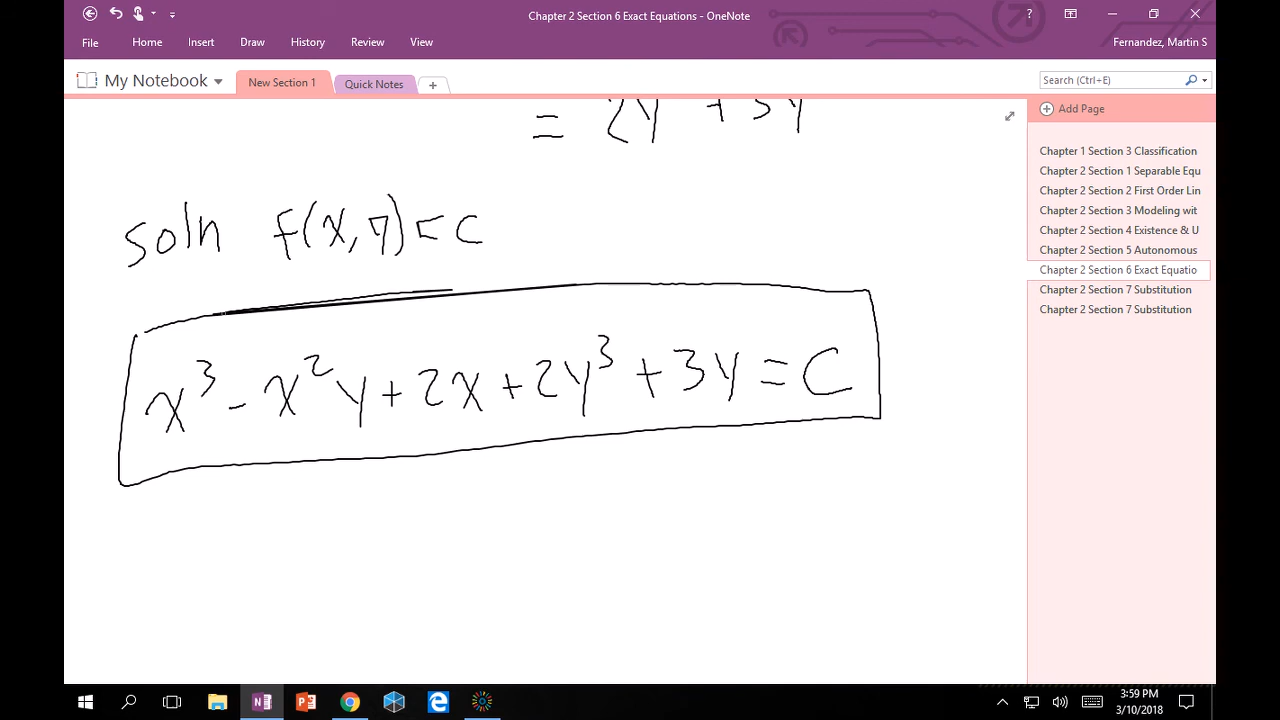 Chapter 2 Section 6 Exact Equations - OneNote
?
File Home Insert Draw History Review View
Fernandez, Martin S
My Notebook
New Section 1
Quick Notes
+
Search (Ctrl+E)
Add Page
Chapter 1 Section 3 Classification
Chapter 2 Section 1 Separable Equ
Chapter 2 Section 2 First Order Lin
Chapter 2 Section 3 Modeling wit
Chapter 2 Section 4 Existence & U
Chapter 2 Section 5 Autonomous
Chapter 2 Section 6 Exact Equatio
Chapter 2 Section 7 Substitution
Chapter 2 Section 7 Substitution
= 2y + 3y
soln f(x,y)=c
x³ - x²y + 2x + 2y³ + 3y = C
3:59 PM
3/10/2018